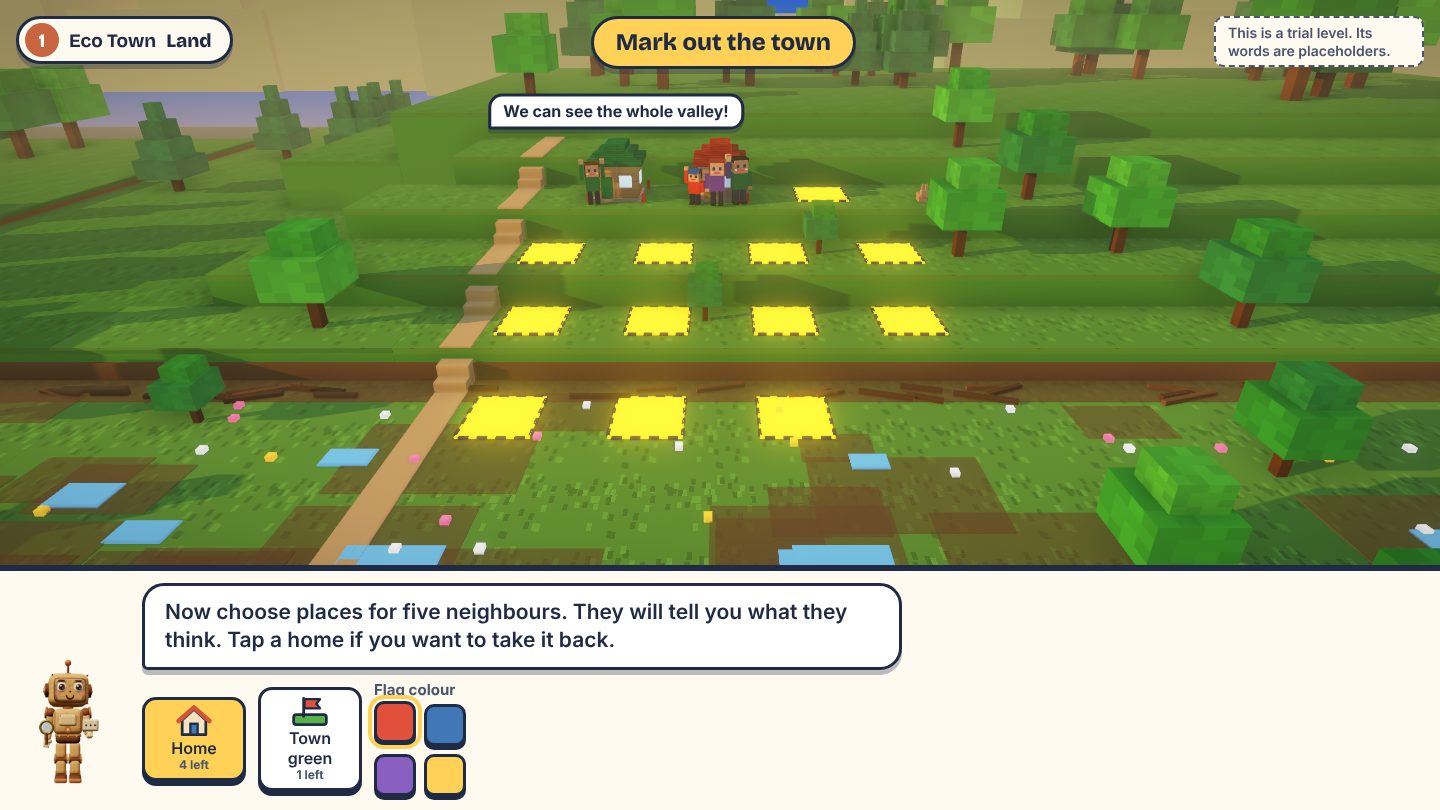 1 Eco Town Land
Mark out the town
This is a trial level. Its
words are placeholders.
We can see the whole valley!
Now choose places for five neighbours. They will tell you what they
think. Tap a home if you want to take it back.
Home
4 left
Town
green
1 left
Flag colour